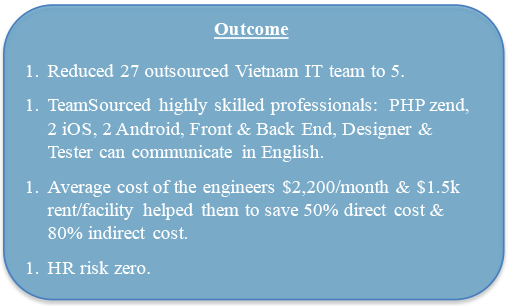 Outcome
1. Reduced 27 outsourced Vietnam IT team to 5.
1. TeamSourced highly skilled professionals: PHP zend,
2 iOS, 2 Android, Front & Back End, Designer &
Tester can communicate in English.
1. Average cost of the engineers $2,200/month & $1.5k
rent/facility helped them to save 50% direct cost &
80% indirect cost.
1. HR risk zero.